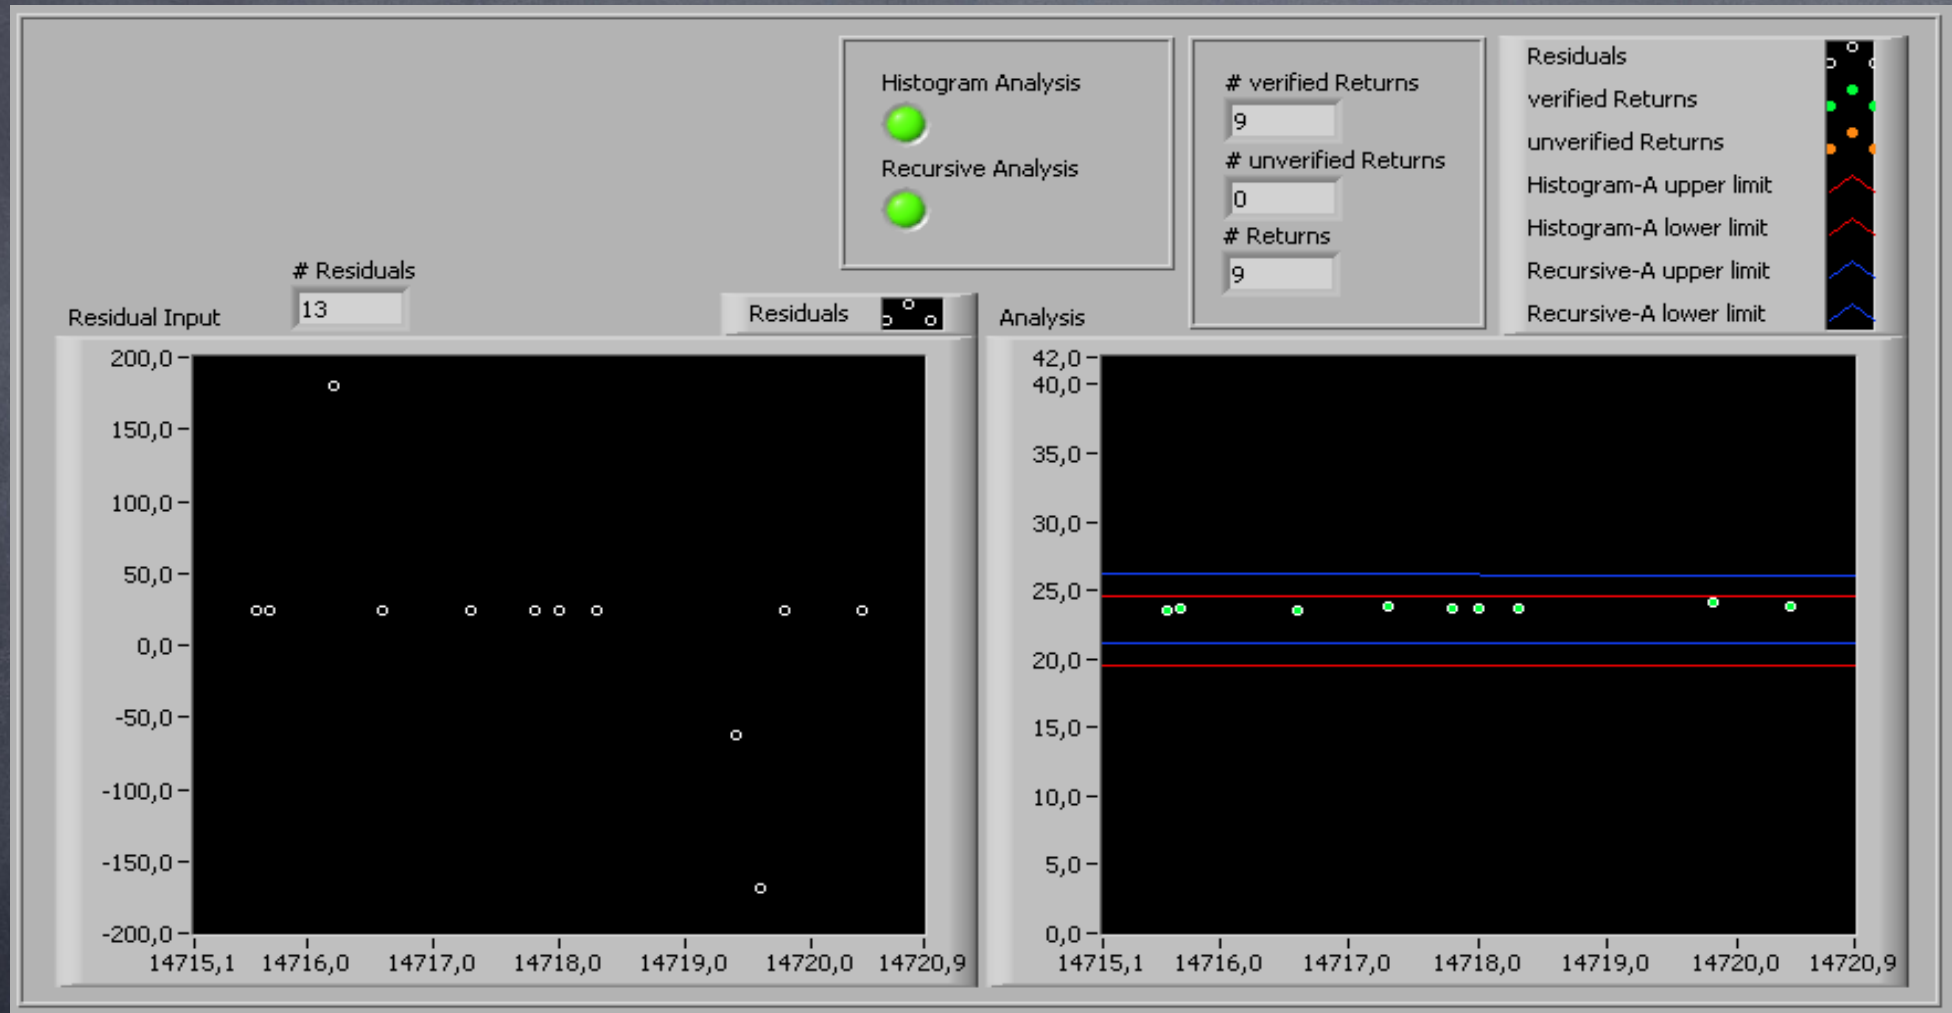 Histogram Analysis
Recursive Analysis
# verified Returns
9
# unverified Returns
0
# Returns
9
Residuals
verified Returns
unverified Returns
Histogram-A upper limit
Histogram-A lower limit
Recursive-A upper limit
Recursive-A lower limit
# Residuals
13
Residual Input
Residuals
200,0
150,0
100,0
50,0
0,0
-50,0
-100,0
-150,0
-200,0
14715,1 14716,0 14717,0 14718,0 14719,0 14720,0 14720,9
Analysis
42,0
40,0
35,0
30,0
25,0
20,0
15,0
10,0
5,0
0,0
14715,1 14716,0 14717,0 14718,0 14719,0 14720,0 14720,9